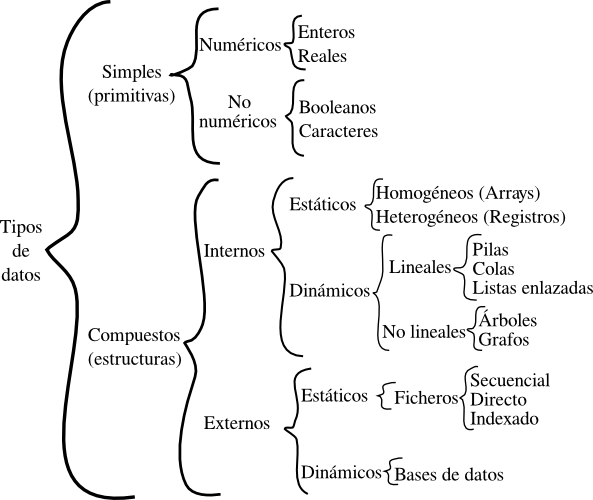 Tipos
de
datos
Simples
(primitivas)
Numéricos
Enteros
Reales
No
numéricos
Booleanos
Caracteres
Compuestos
(estructuras)
Internos
Estáticos
Homogéneos (Arrays)
Heterogéneos (Registros)
Dinámicos
Lineales
Pilas
Colas
Listas enlazadas
No lineales
Árboles
Grafos
Externos
Estáticos
Ficheros
Secuencial
Directo
Indexado
Dinámicos
Bases de datos